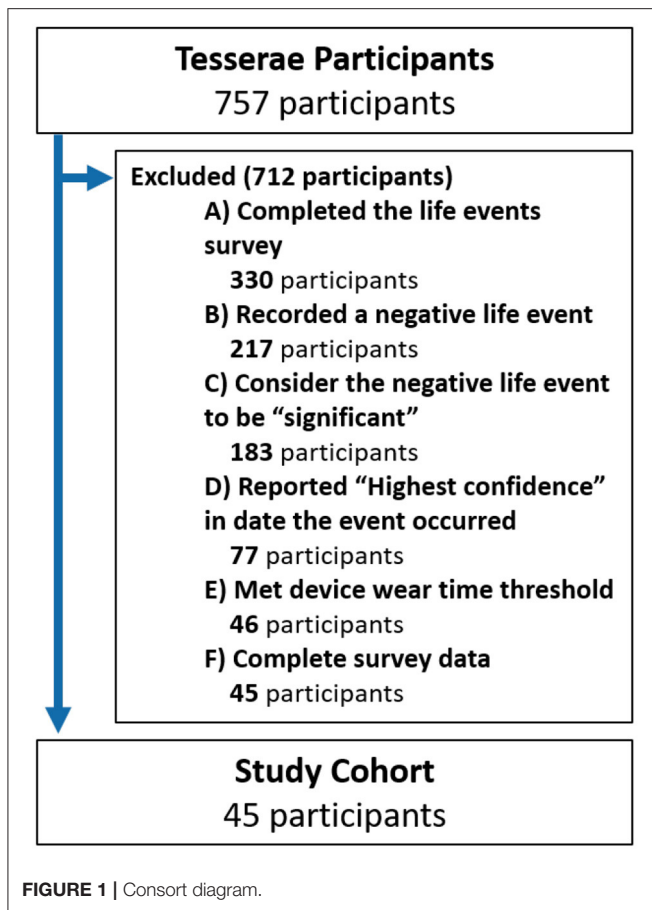 Tesserae Participants
757 participants
Excluded (712 participants)
A) Completed the life events
survey
330 participants
B) Recorded a negative life event
217 participants
C) Consider the negative life event
to be “significant”
183 participants
D) Reported “Highest confidence”
in date the event occurred
77 participants
E) Met device wear time threshold
46 participants
F) Complete survey data
45 participants
Study Cohort
45 participants
FIGURE 1 | Consort diagram.